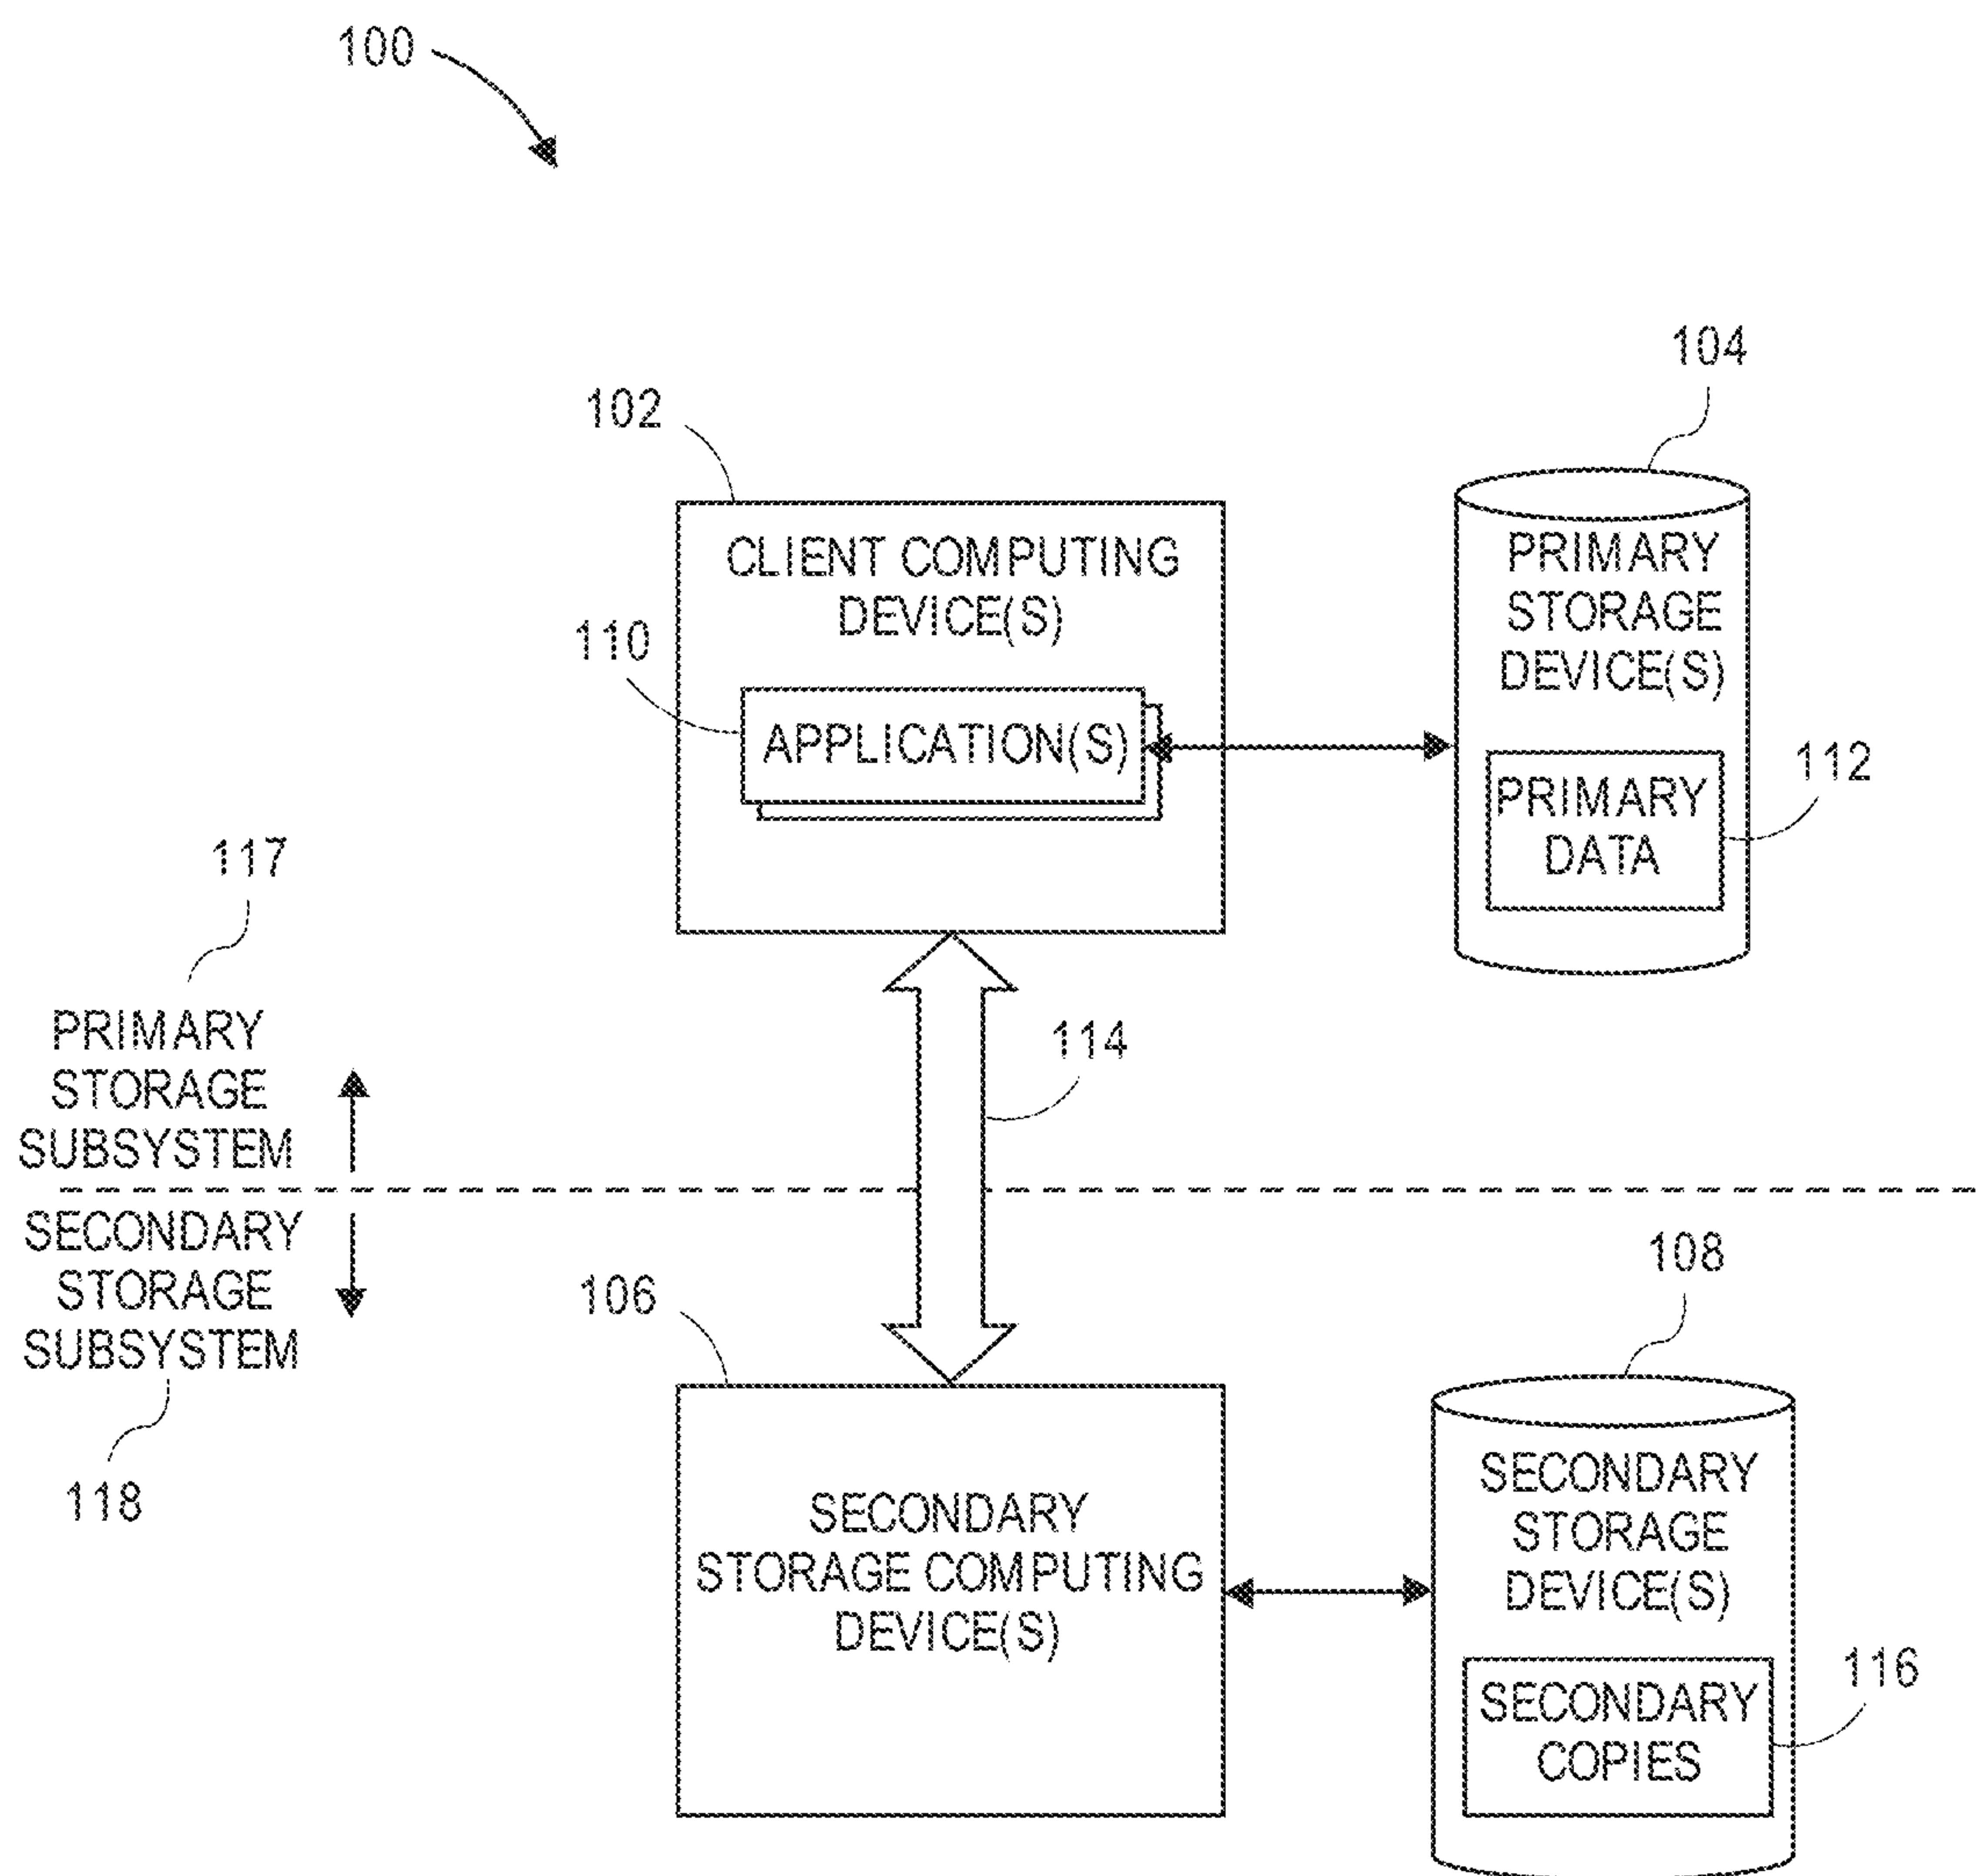 100
104
102
CLIENT COMPUTING
DEVICE(S)
PRIMARY
STORAGE
DEVICE(S)
110
APPLICATION(S)
112
PRIMARY
DATA
117
PRIMARY
STORAGE
SUBSYSTEM
114
SECONDARY
STORAGE
SUBSYSTEM
118
106
108
SECONDARY
STORAGE COMPUTING
DEVICE(S)
SECONDARY
STORAGE
DEVICE(S)
116
SECONDARY
COPIES